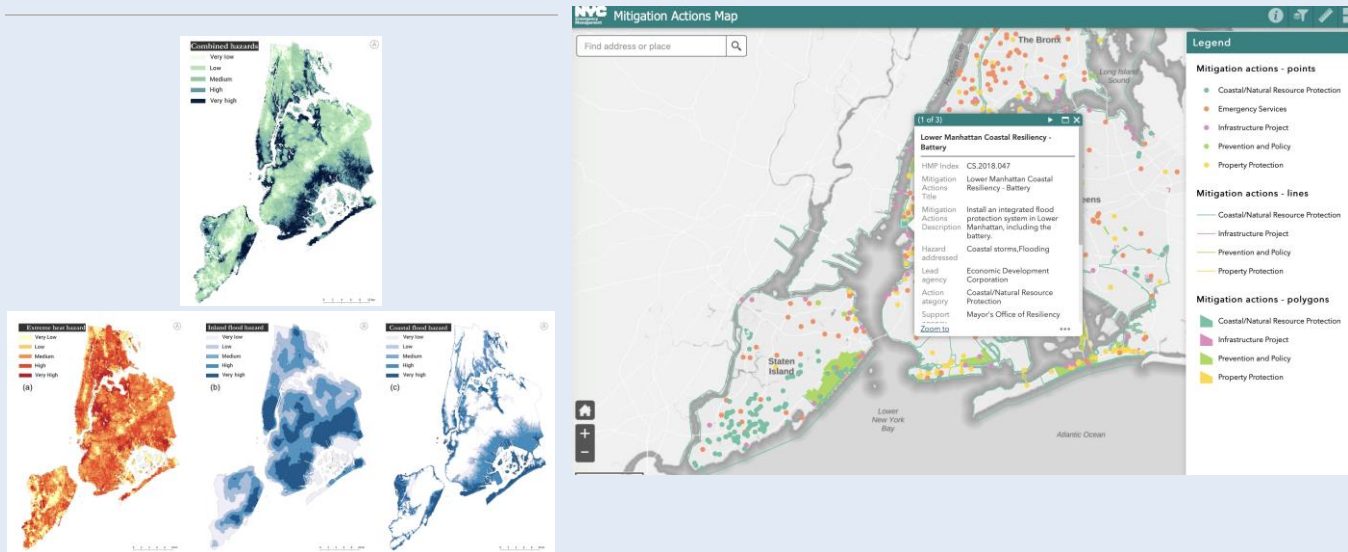 Combined hazards
Very low
Low
Medium
High
Very high
Extreme heat hazard
Very Low
Low
Medium
High
Very High
(a)
Inland flood hazard
Very low
Low
Medium
High
Very high
(b)
Coastal flood hazard
Very low
Low
Medium
High
Very high
(c)
NYC
Emergency
Management
Mitigation Actions Map
Find address or place
The Bronx
Hudson River
Long Island
Sound
eens
Staten
Island
Lower
New York
Bay
Atlantic Ocean
(1 of 3)
Lower Manhattan Coastal Resiliency -
Battery
HMP Index CS.2018.047
Mitigation Lower Manhattan Coastal
Actions Resiliency - Battery
Title
Mitigation Install an integrated flood
Actions protection system in Lower
Description Manhattan, including the
battery.
Hazard Coastal storms,Flooding
addressed
Lead Economic Development
agency Corporation
Action Coastal/Natural Resource
ategory Protection
Support Mayor's Office of Resiliency
Zoom to
Legend
Mitigation actions - points
Coastal/Natural Resource Protection
Emergency Services
Infrastructure Project
Prevention and Policy
Property Protection
Mitigation actions - lines
Coastal/Natural Resource Protection
Infrastructure Project
Prevention and Policy
Property Protection
Mitigation actions - polygons
Coastal/Natural Resource Protection
Infrastructure Project
Prevention and Policy
Property Protection